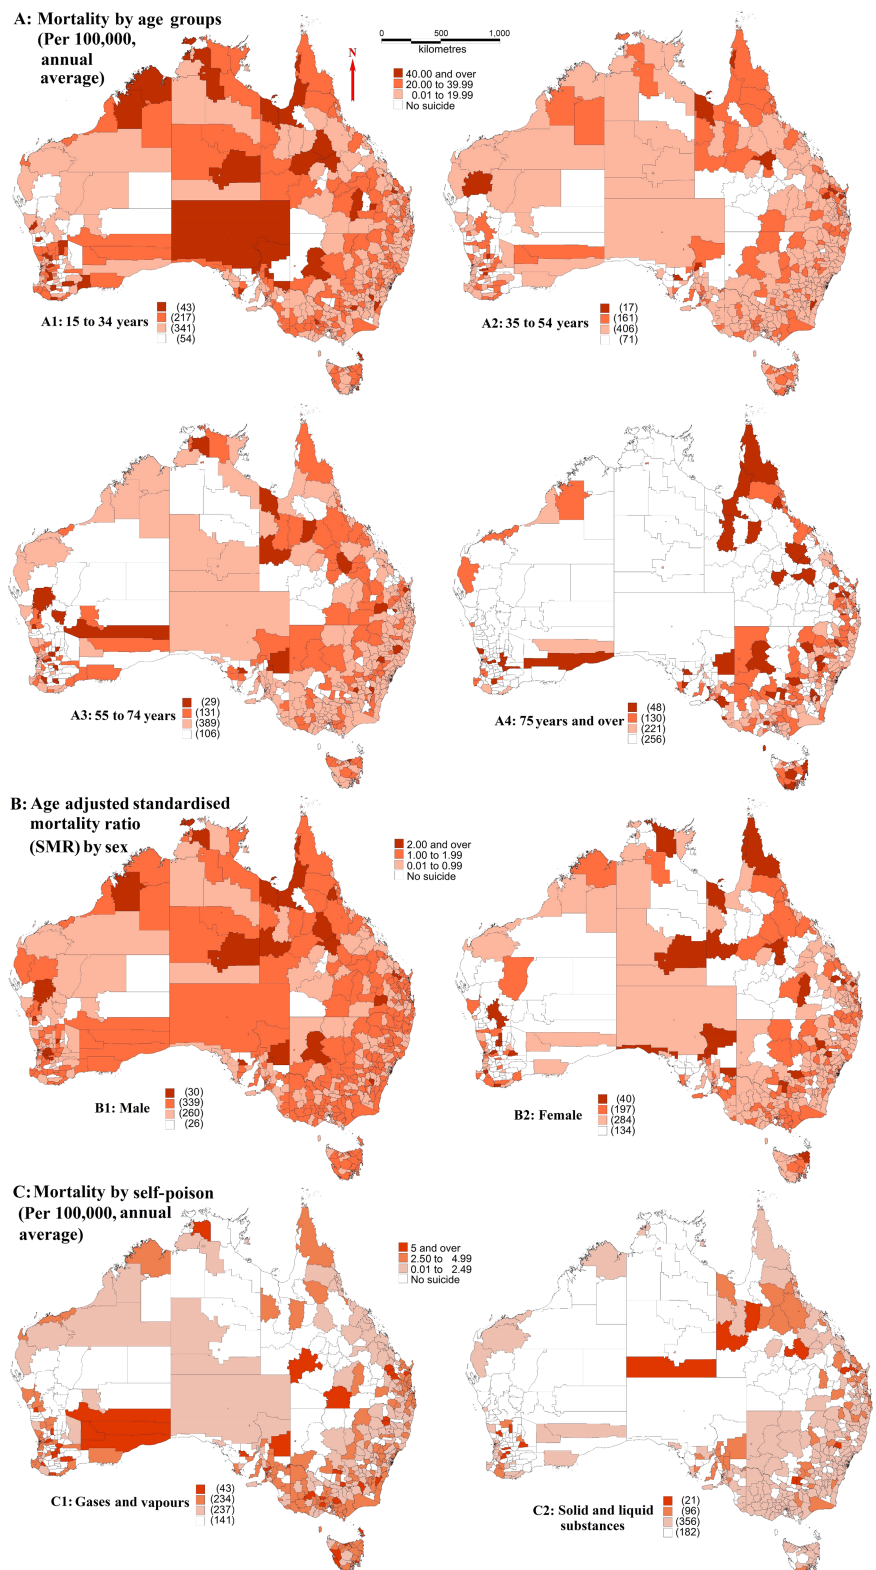 A: Mortality by age groups
(Per 100,000,
annual
average)
0 500 1,000
kilometres
N
40.00 and over
20.00 to 39.99
0.01 to 19.99
No suicide
A1: 15 to 34 years
(43)
(217)
(341)
(54)
A2: 35 to 54 years
(17)
(161)
(406)
(71)
A3: 55 to 74 years
(29)
(131)
(389)
(106)
A4: 75 years and over
(48)
(130)
(221)
(256)
B: Age adjusted standardised
mortality ratio
(SMR) by sex
2.00 and over
1.00 to 1.99
0.01 to 0.99
No suicide
B1: Male
(30)
(339)
(260)
(26)
B2: Female
(40)
(197)
(284)
(134)
C: Mortality by self-poison
(Per 100,000, annual
average)
5 and over
2.50 to 4.99
0.01 to 2.49
No suicide
C1: Gases and vapours
(43)
(234)
(237)
(141)
C2: Solid and liquid
substances
(21)
(96)
(356)
(182)